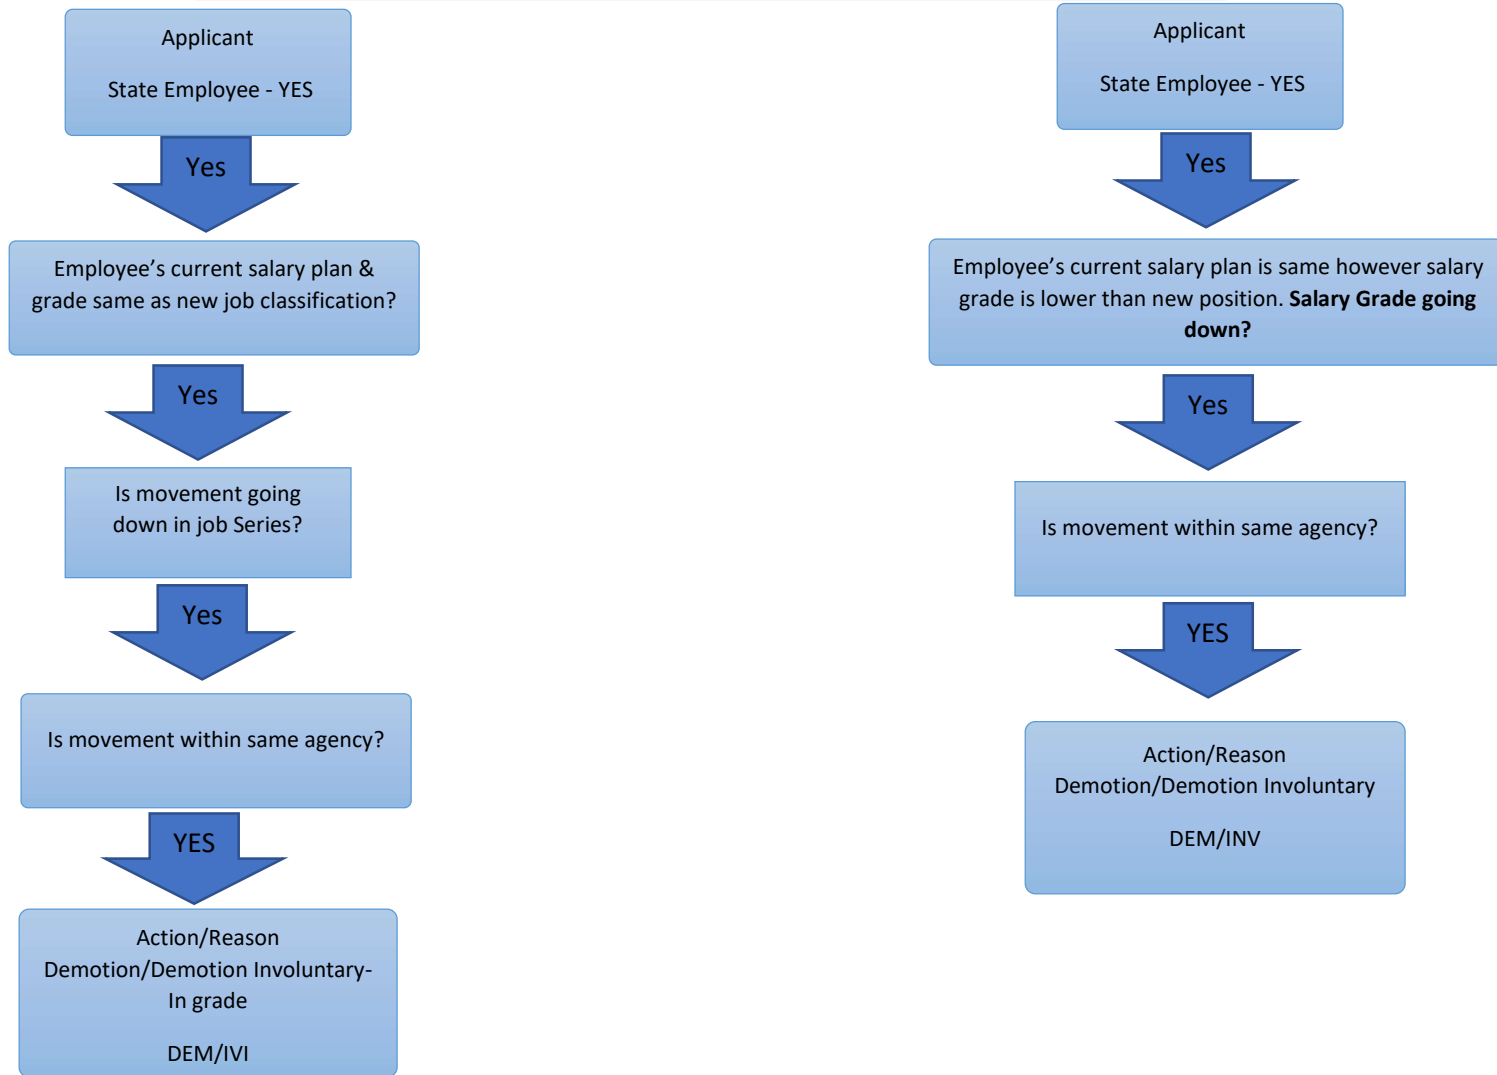 Applicant
State Employee - YES
Yes
Employee’s current salary plan &
grade same as new job classification?
Yes
Is movement going
down in job Series?
Yes
Is movement within same agency?
YES
Action/Reason
Demotion/Demotion Involuntary-
In grade
DEM/IVI
Applicant
State Employee - YES
Yes
Employee’s current salary plan is same however salary
grade is lower than new position. Salary Grade going
down?
Yes
Is movement within same agency?
YES
Action/Reason
Demotion/Demotion Involuntary
DEM/INV